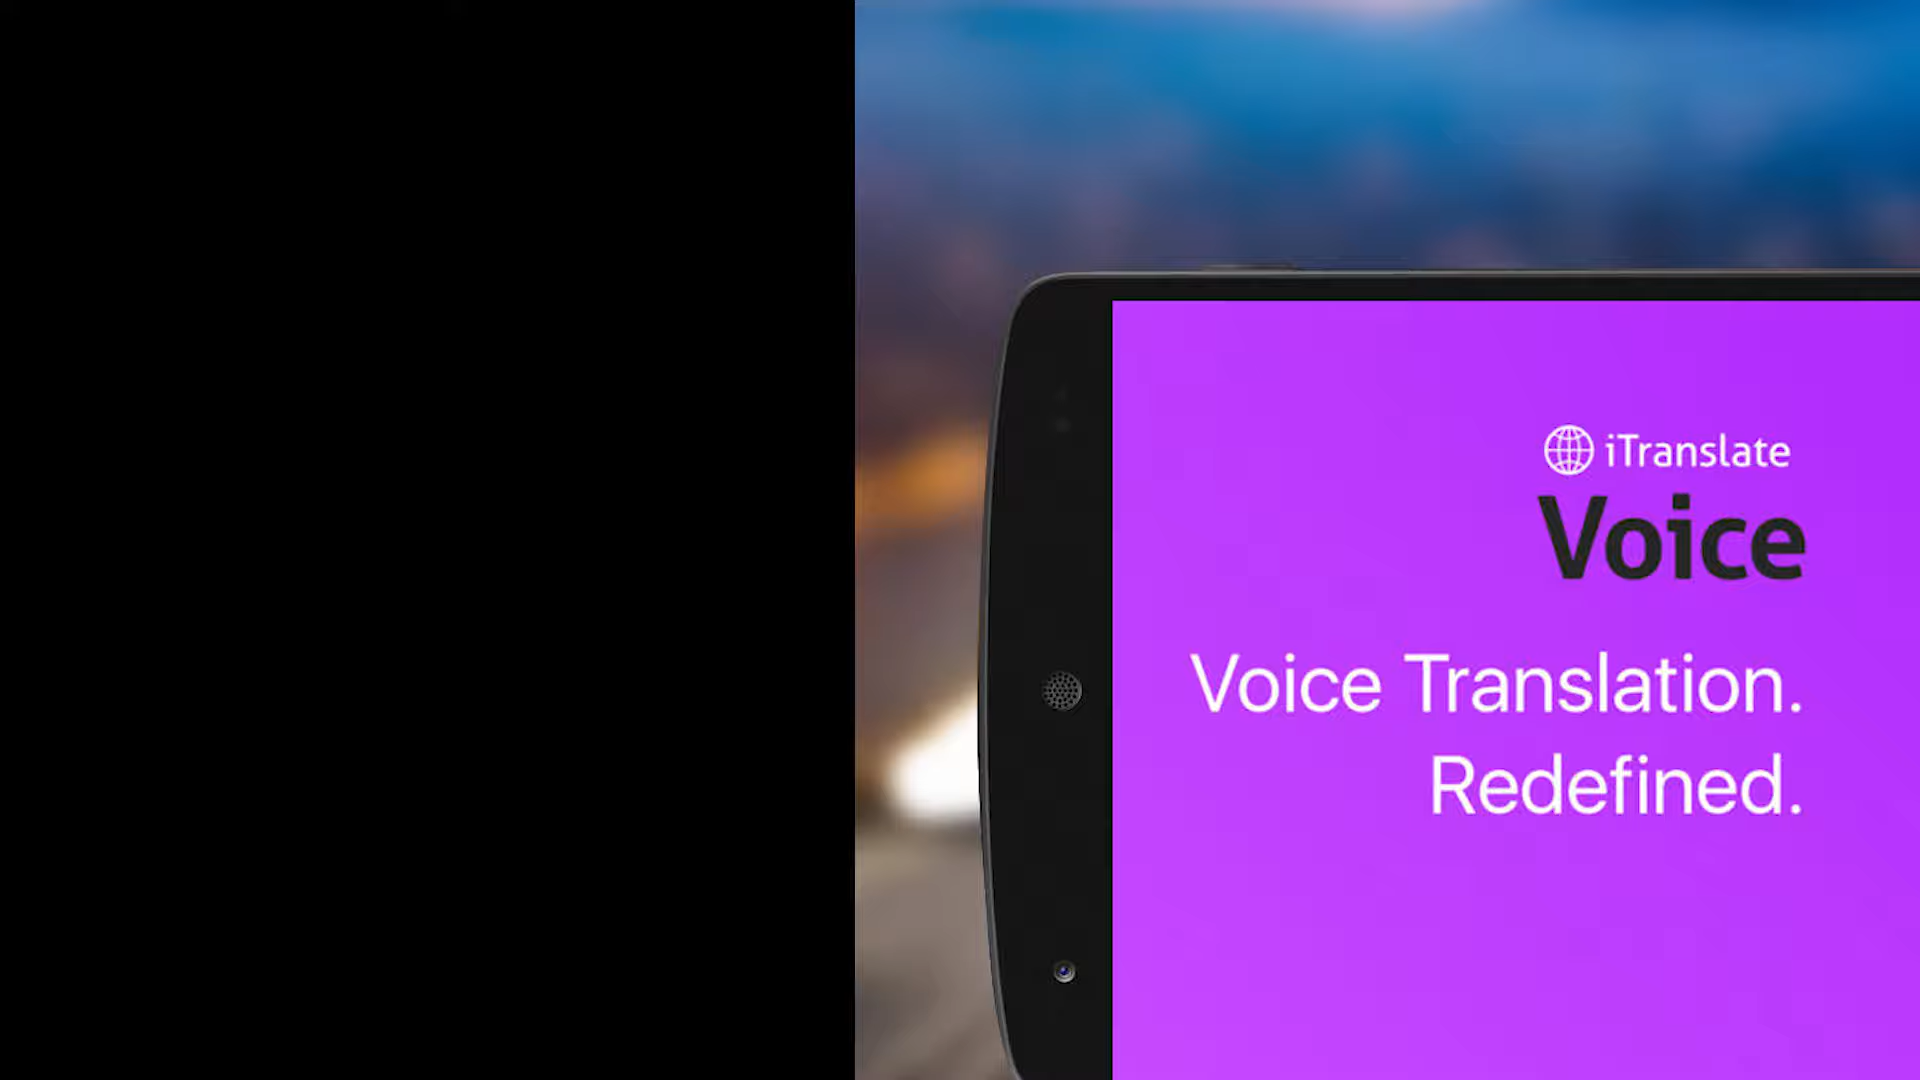 iTranslate
Voice
Voice Translation.
Redefined.